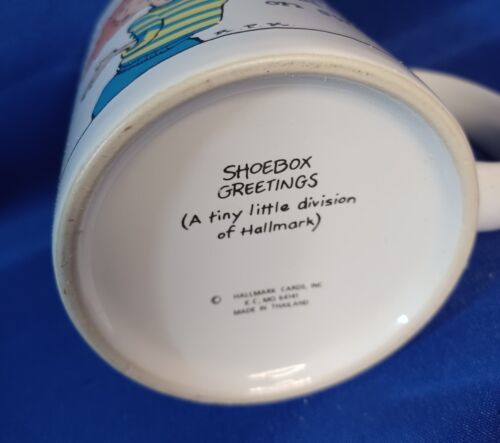 R.F.K.
SHOEBOX
GREETINGS
(A tiny little division
of Hallmark)
© HALLMARK CARDS, INC.
K.C., MO 64141
MADE IN THAILAND